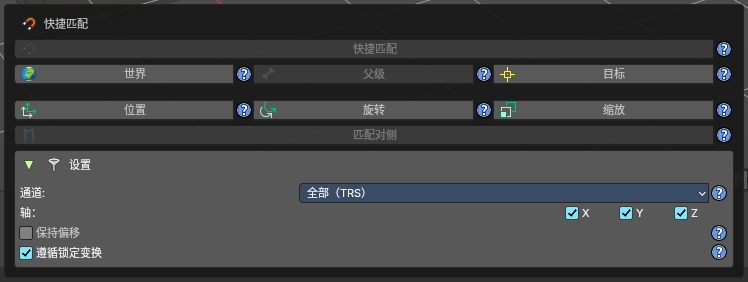 快捷匹配
快捷匹配
世界 父级 目标
位置 旋转 缩放
匹配对侧
设置
通道: 全部（TRS）
轴: X Y Z
保持偏移
遵循锁定变换